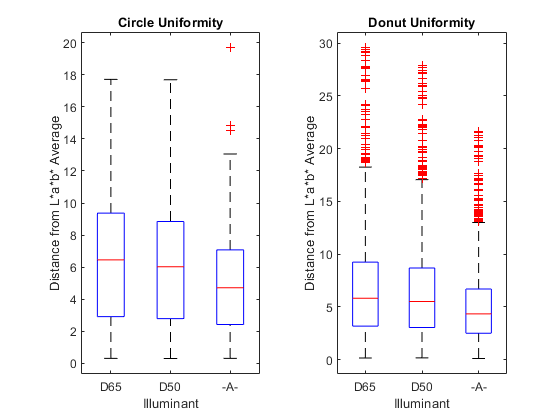 Circle Uniformity
Distance from L*a*b* Average
20
18
16
14
12
10
8
6
4
2
0
D65 D50 -A-
Illuminant
Donut Uniformity
Distance from L*a*b* Average
30
25
20
15
10
5
0
D65 D50 -A-
Illuminant